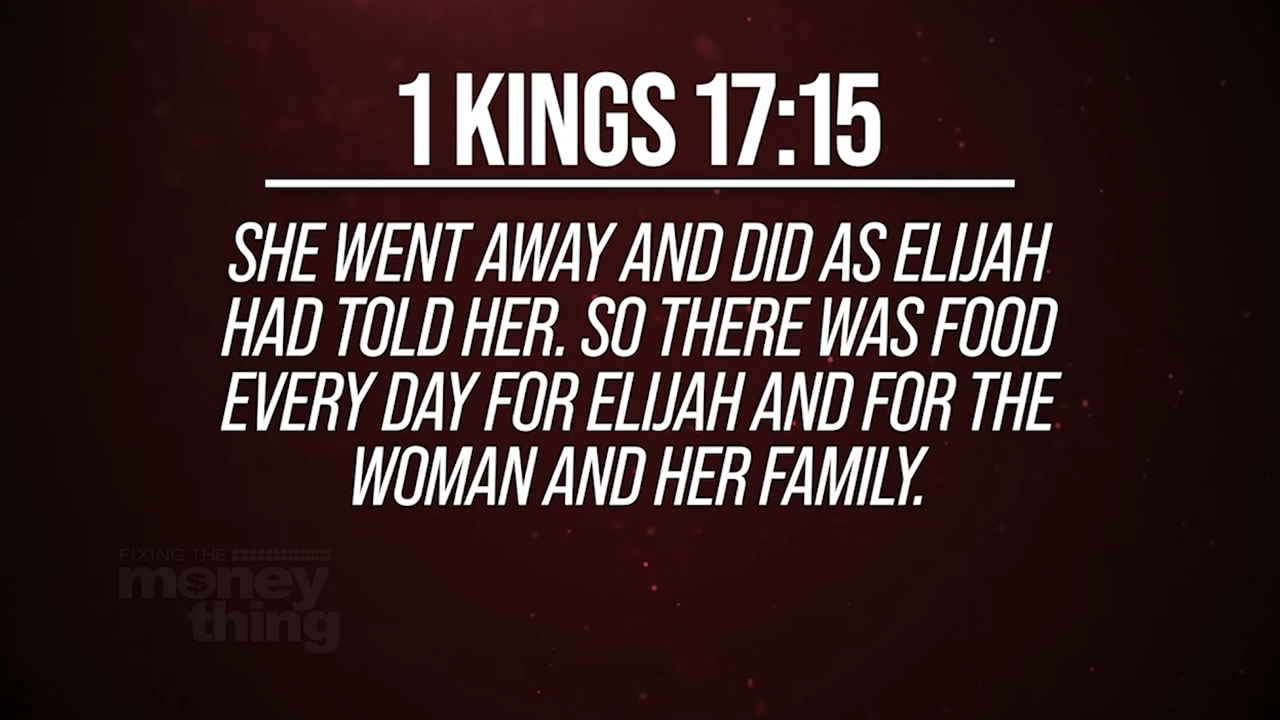 1 KINGS 17:15
SHE WENT AWAY AND DID AS ELIJAH
HAD TOLD HER. SO THERE WAS FOOD
EVERY DAY FOR ELIJAH AND FOR THE
WOMAN AND HER FAMILY.
FIXING THE
money
thing